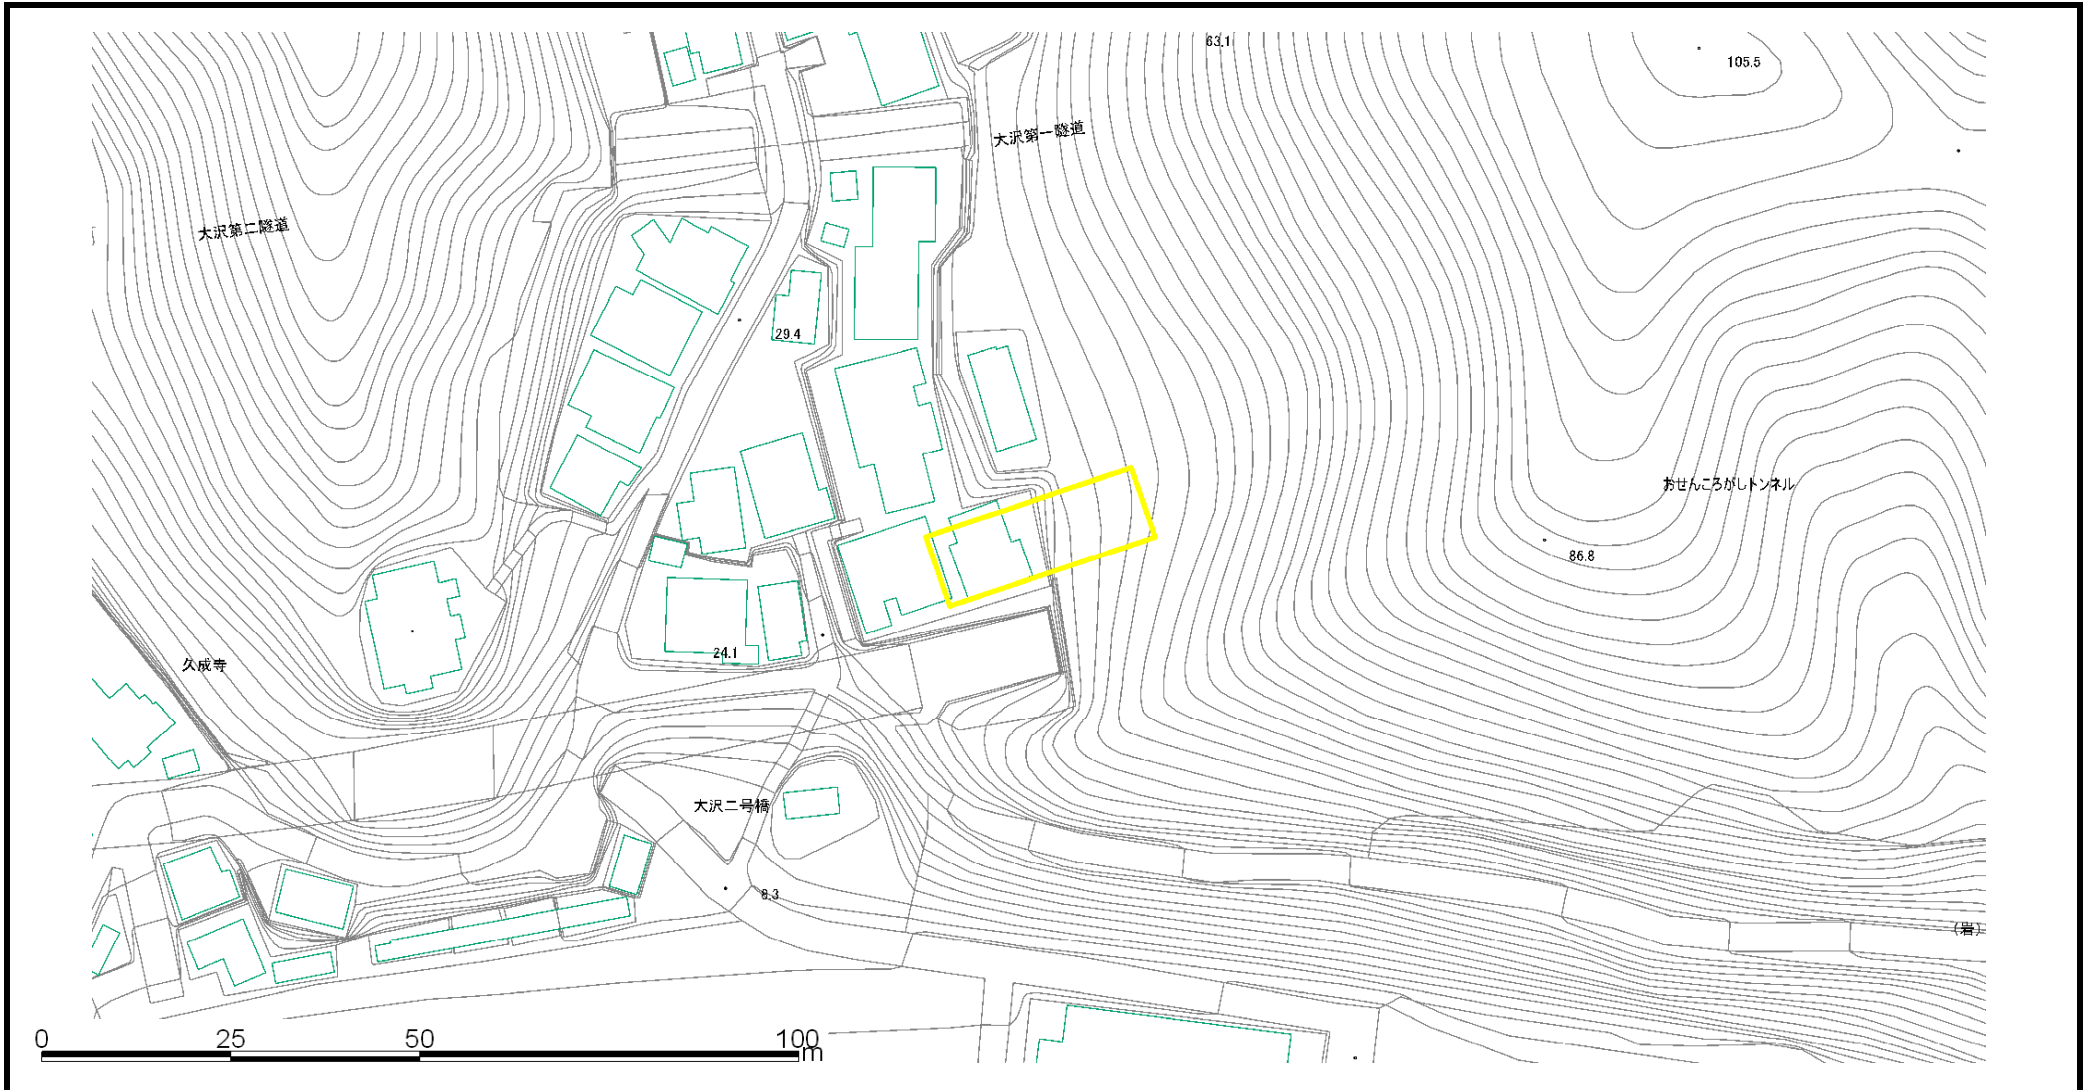 63.1
105.5
大沢第一隧道
大沢第二隧道
29.4
おせんころがしトンネル
86.8
久成寺
24.1
大沢二号橋
8.3
(岩)
0 25 50 100
m